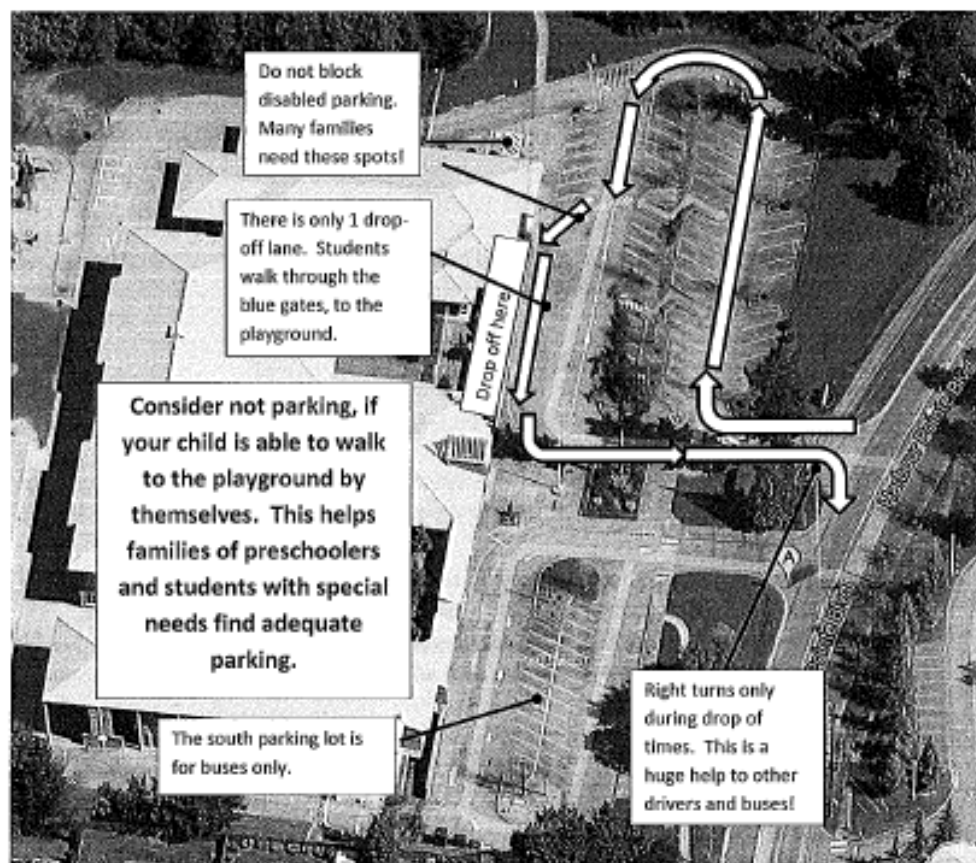 Do not block
disabled parking.
Many families
need these spots!
There is only 1 drop-
off lane. Students
walk through the
blue gates, to the
playground.
Drop off here
Consider not parking, if
your child is able to walk
to the playground by
themselves. This helps
families of preschoolers
and students with special
needs find adequate
parking.
A
The south parking lot is
for buses only.
Right turns only
during drop of
times. This is a
huge help to other
drivers and buses!